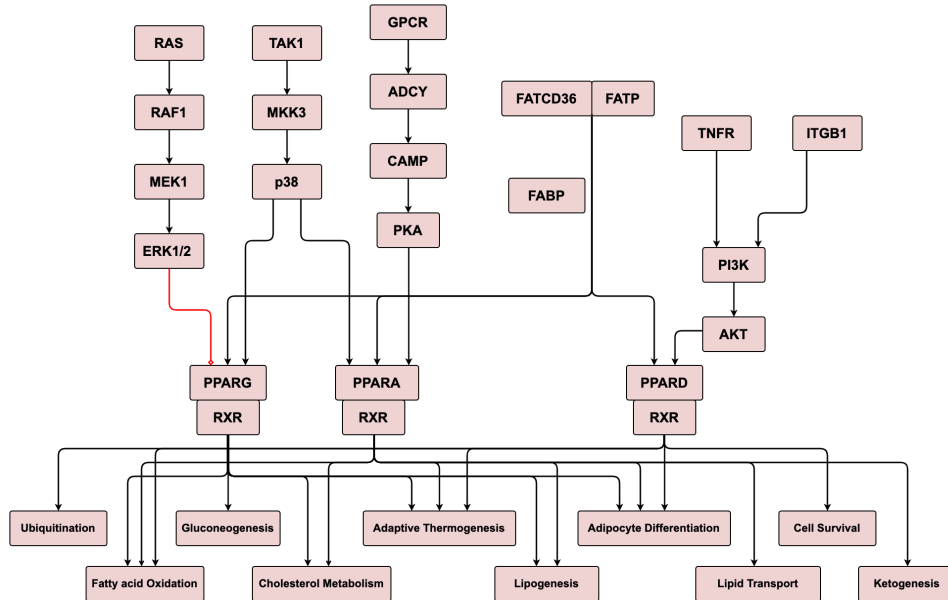 GPCR
RAS
TAK1
ADCY
FATCD36
FATP
RAF1
MKK3
TNFR
ITGB1
CAMP
MEK1
p38
FABP
PKA
ERK1/2
PI3K
AKT
PPARG
PPARA
PPARD
RXR
RXR
RXR
Ubiquitination
Gluconeogenesis
Adaptive Thermogenesis
Adipocyte Differentiation
Cell Survival
Fatty acid Oxidation
Cholesterol Metabolism
Lipogenesis
Lipid Transport
Ketogenesis